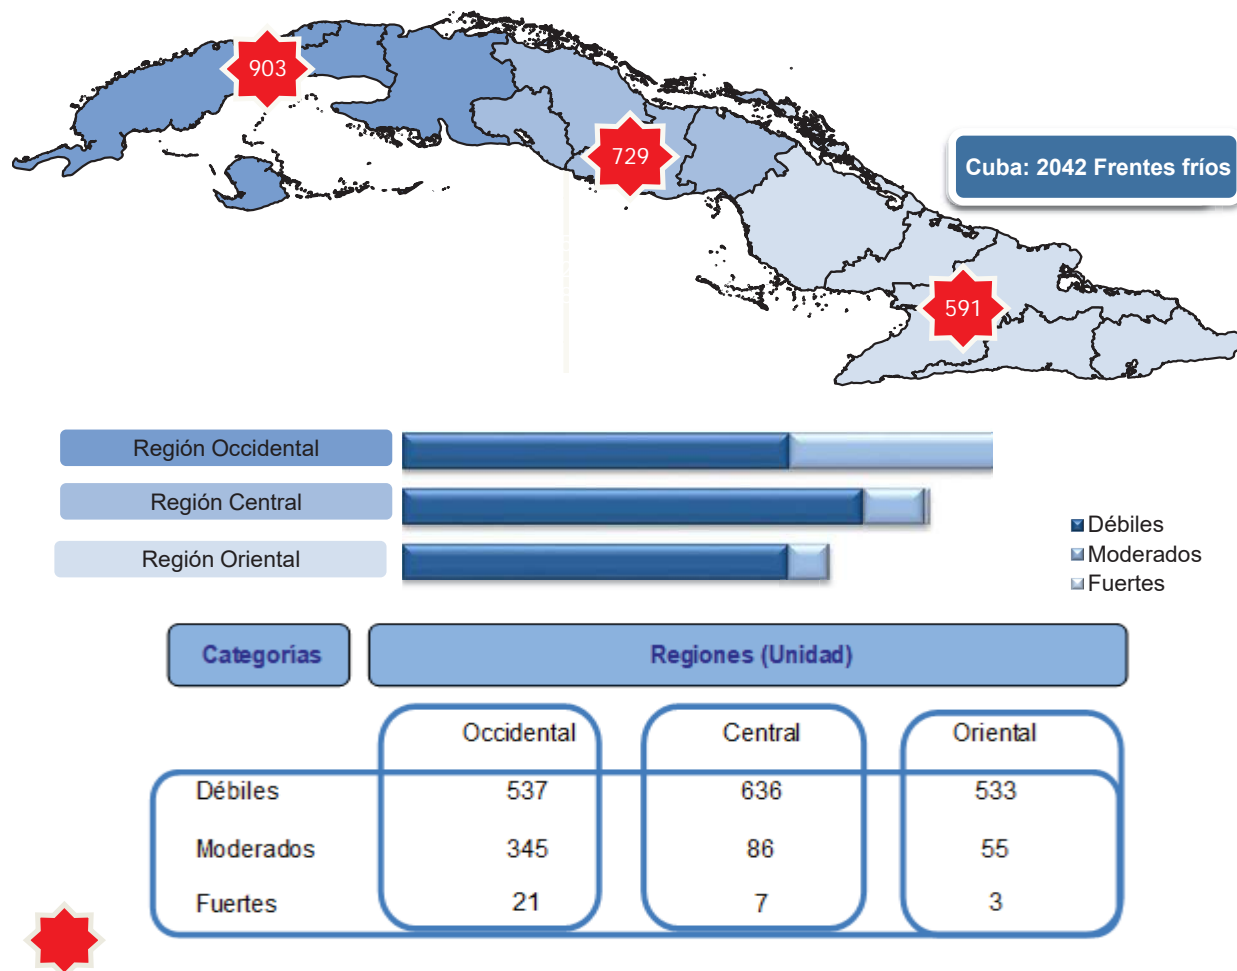 903
729
Cuba: 2042 Frentes fríos
591
Región Occidental
Región Central
Región Oriental
Débiles
Moderados
Fuertes
Categorías Regiones (Unidad)
Occidental Central Oriental
Débiles 537 636 533
Moderados 345 86 55
Fuertes 21 7 3